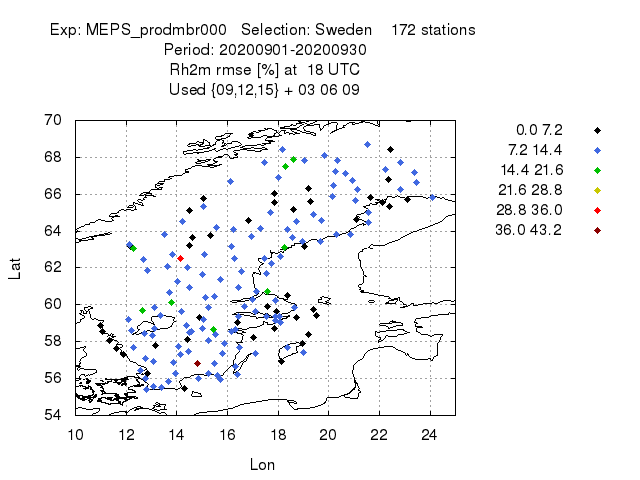 Exp: MEPS_prodmbr000 Selection: Sweden 172 stations
Period: 20200901-20200930
Rh2m rmse [%] at 18 UTC
Used {09,12,15} + 03 06 09
70
68
66
64
62
60
58
56
54
Lat
10 12 14 16 18 20 22 24
Lon
0.0 7.2
7.2 14.4
14.4 21.6
21.6 28.8
28.8 36.0
36.0 43.2